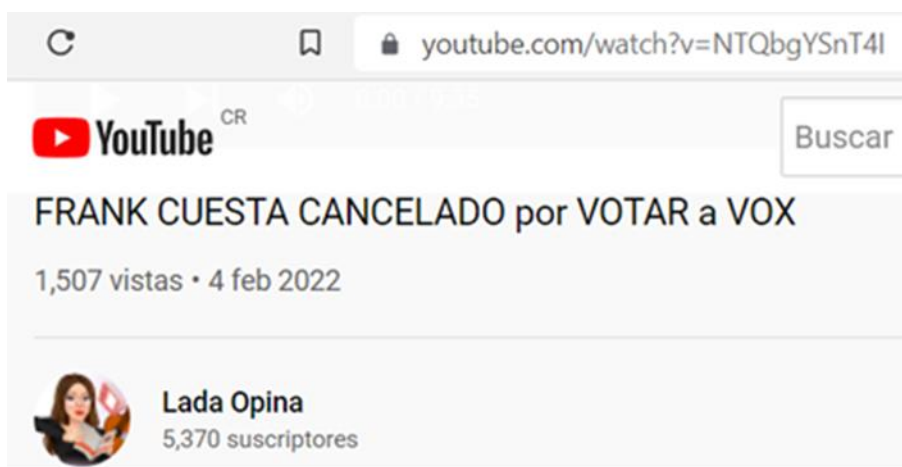 youtube.com/watch?v=NTQbgYSnT4I
YouTube CR
Buscar
FRANK CUESTA CANCELADO por VOTAR a VOX
1,507 vistas • 4 feb 2022
Lada Opina
5,370 suscriptores